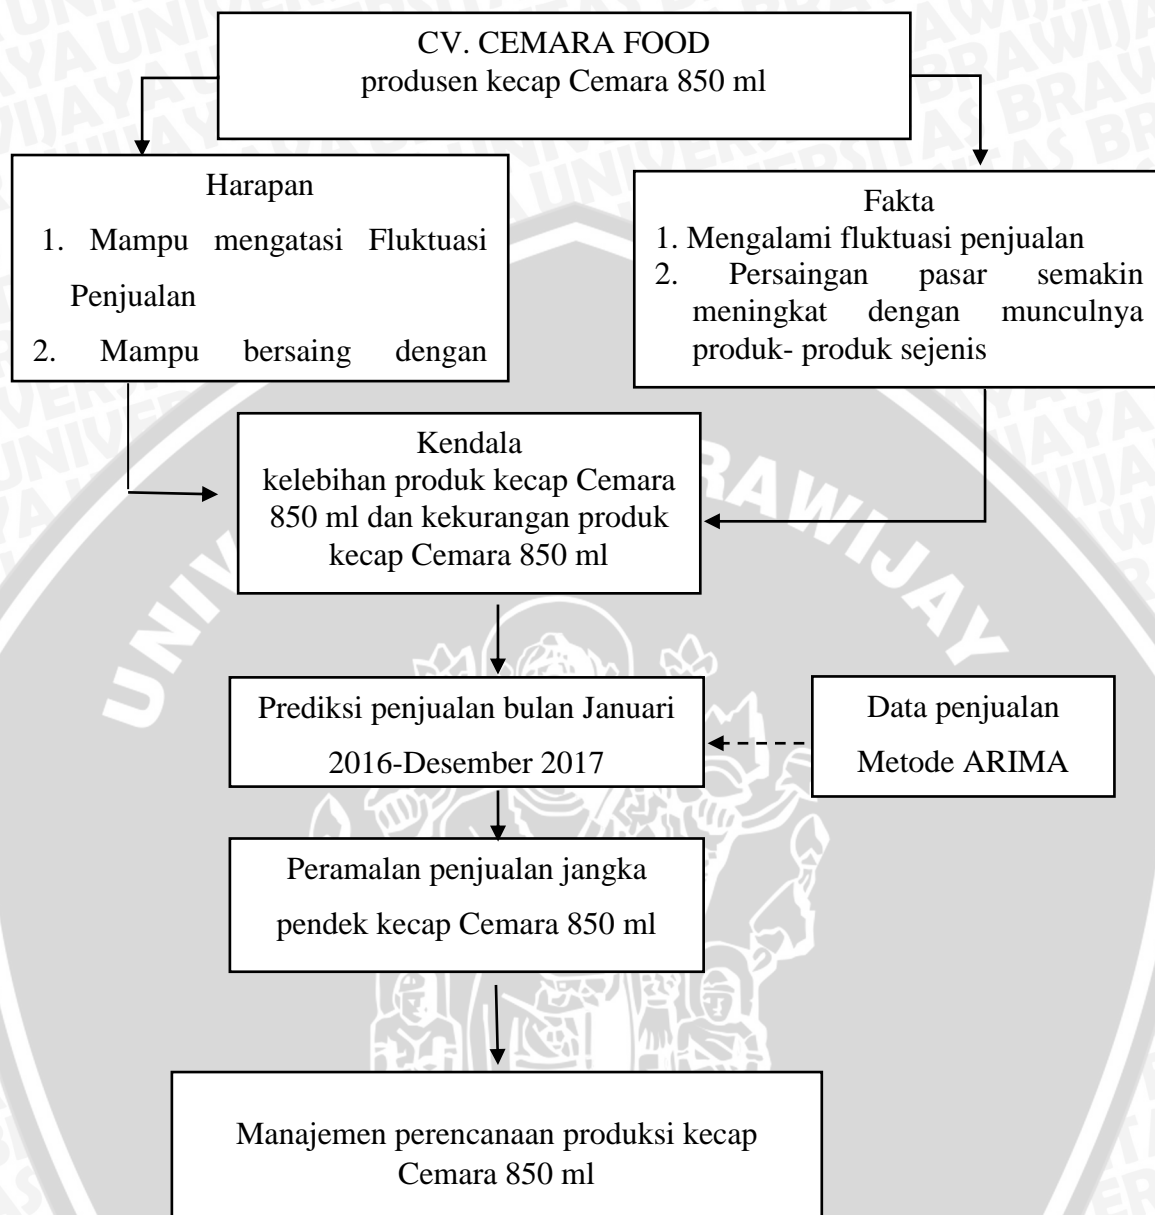 CV. CEMARA FOOD
produsen kecap Cemara 850 ml
Harapan
1. Mampu mengatasi Fluktuasi
Penjualan
2. Mampu bersaing dengan
Fakta
1. Mengalami fluktuasi penjualan
2. Persaingan pasar semakin
meningkat dengan munculnya
produk- produk sejenis
Kendala
kelebihan produk kecap Cemara
850 ml dan kekurangan produk
kecap Cemara 850 ml
Prediksi penjualan bulan Januari
2016-Desember 2017
Data penjualan
Metode ARIMA
Peramalan penjualan jangka
pendek kecap Cemara 850 ml
Manajemen perencanaan produksi kecap
Cemara 850 ml